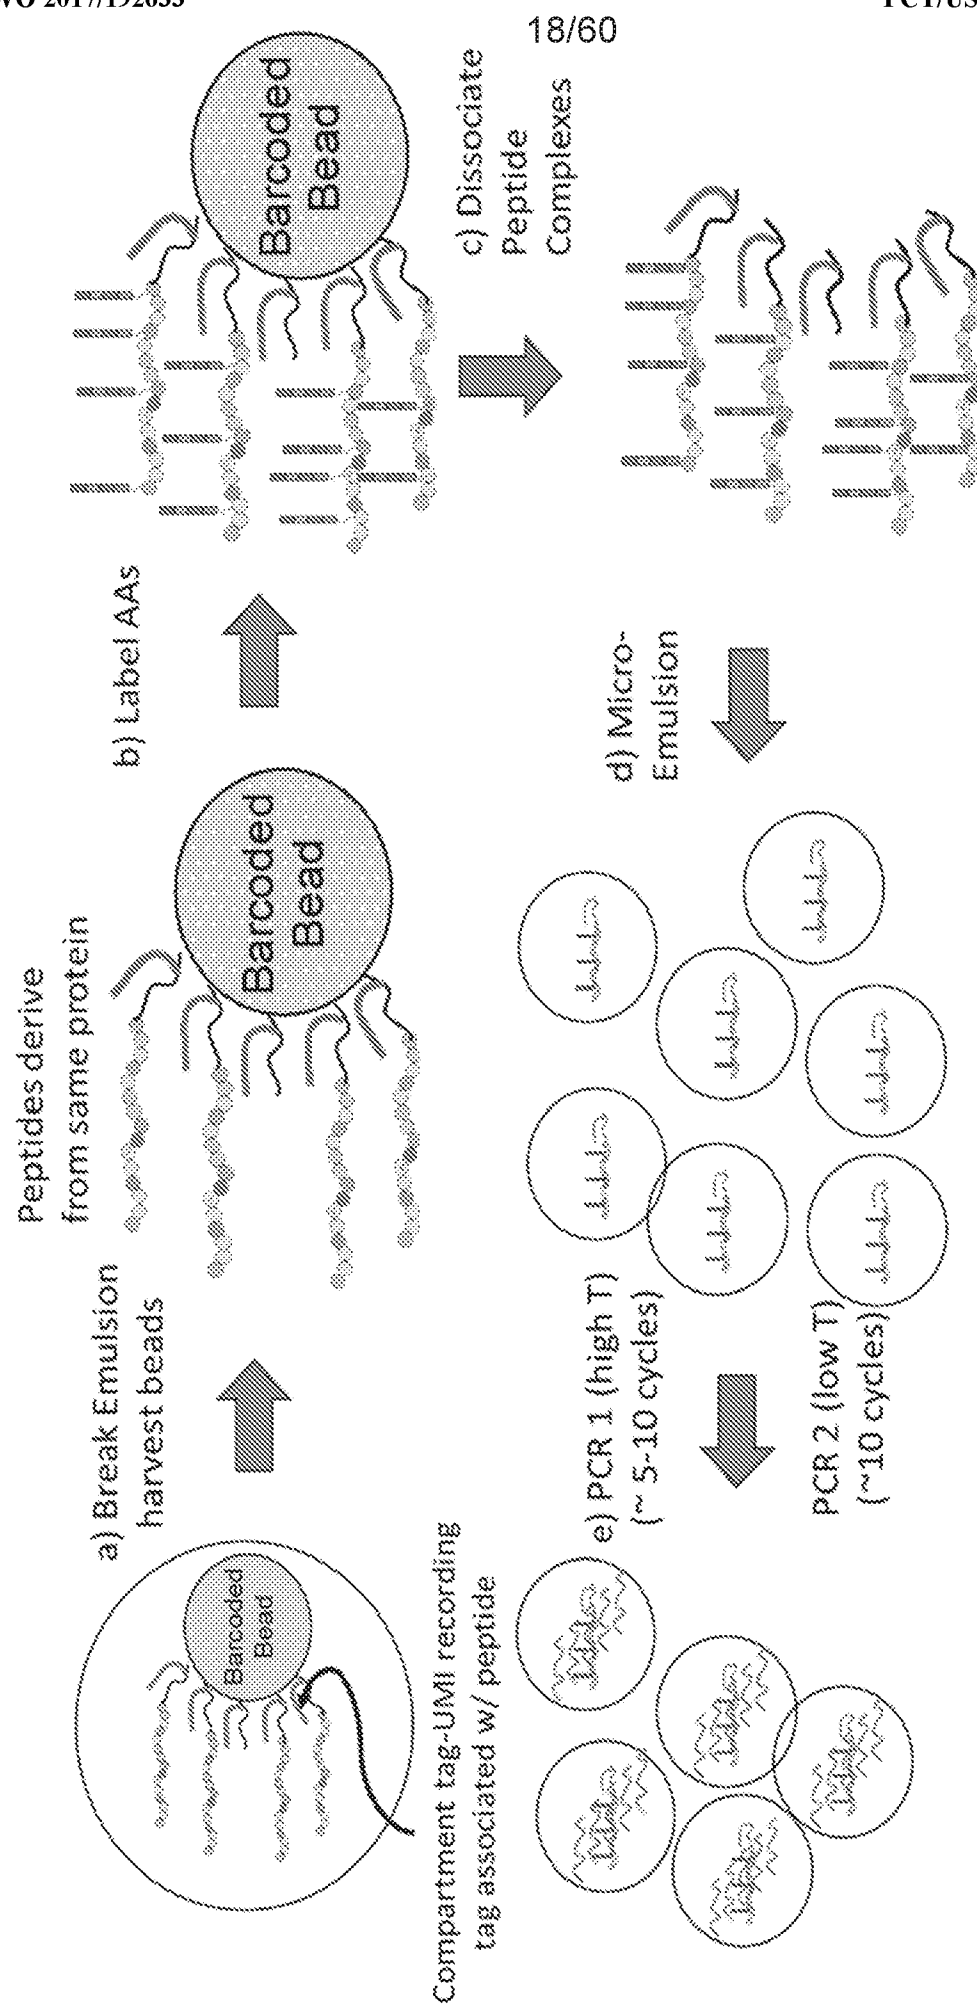 WO 2017/192633
PCT/US
18/60
a) Break Emulsion
harvest beads
Peptides derive
from same protein
b) Label AAs
Barcoded
Bead
Barcoded
Bead
Barcoded
Bead
c) Dissociate
Peptide
Complexes
Compartment tag-UMI recording
tag associated w/ peptide
d) Micro-
Emulsion
e) PCR 1 (high T)
(~ 5-10 cycles)
PCR 2 (low T)
(~10 cycles)